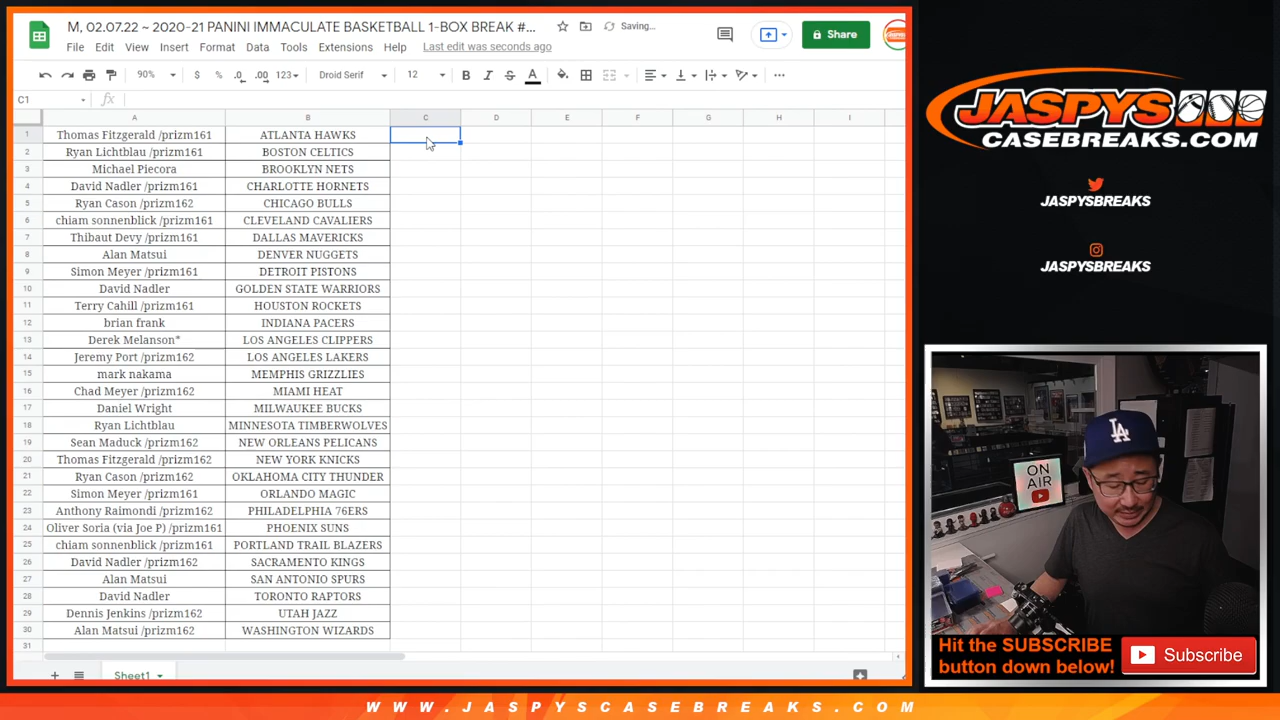 M, 02.07.22 ~ 2020-21 PANINI IMMACULATE BASKETBALL 1-BOX BREAK #... Saving...
File Edit View Insert Format Data Tools Extensions Help Last edit was seconds ago
Share
90% $ % .0 .00 123 Droid Serif 12 B I S A
C1 fx
A B C D E F G H I
1 Thomas Fitzgerald /prizm161 ATLANTA HAWKS
2 Ryan Lichtblau /prizm161 BOSTON CELTICS
3 Michael Piecora BROOKLYN NETS
4 David Nadler /prizm161 CHARLOTTE HORNETS
5 Ryan Cason /prizm162 CHICAGO BULLS
6 chiam sonnenblick /prizm161 CLEVELAND CAVALIERS
7 Thibaut Devy /prizm161 DALLAS MAVERICKS
8 Alan Matsui DENVER NUGGETS
9 Simon Meyer /prizm161 DETROIT PISTONS
10 David Nadler GOLDEN STATE WARRIORS
11 Terry Cahill /prizm161 HOUSTON ROCKETS
12 brian frank INDIANA PACERS
13 Derek Melanson* LOS ANGELES CLIPPERS
14 Jeremy Port /prizm162 LOS ANGELES LAKERS
15 mark nakama MEMPHIS GRIZZLIES
16 Chad Meyer /prizm162 MIAMI HEAT
17 Daniel Wright MILWAUKEE BUCKS
18 Ryan Lichtblau MINNESOTA TIMBERWOLVES
19 Sean Maduck /prizm162 NEW ORLEANS PELICANS
20 Thomas Fitzgerald /prizm162 NEW YORK KNICKS
21 Ryan Cason /prizm162 OKLAHOMA CITY THUNDER
22 Simon Meyer /prizm161 ORLANDO MAGIC
23 Anthony Raimondi /prizm162 PHILADELPHIA 76ERS
24 Oliver Soria (via Joe P) /prizm161 PHOENIX SUNS
25 chiam sonnenblick /prizm161 PORTLAND TRAIL BLAZERS
26 David Nadler /prizm162 SACRAMENTO KINGS
27 Alan Matsui SAN ANTONIO SPURS
28 David Nadler TORONTO RAPTORS
29 Dennis Jenkins /prizm162 UTAH JAZZ
30 Alan Matsui /prizm162 WASHINGTON WIZARDS
31
Sheet1
JASPYS
CASEBREAKS.COM
JASPYSBREAKS
JASPYSBREAKS
LA
ON
AIR
Hit the SUBSCRIBE
button down below!
Subscribe
WWW.JASPYSCASEBREAKS.COM